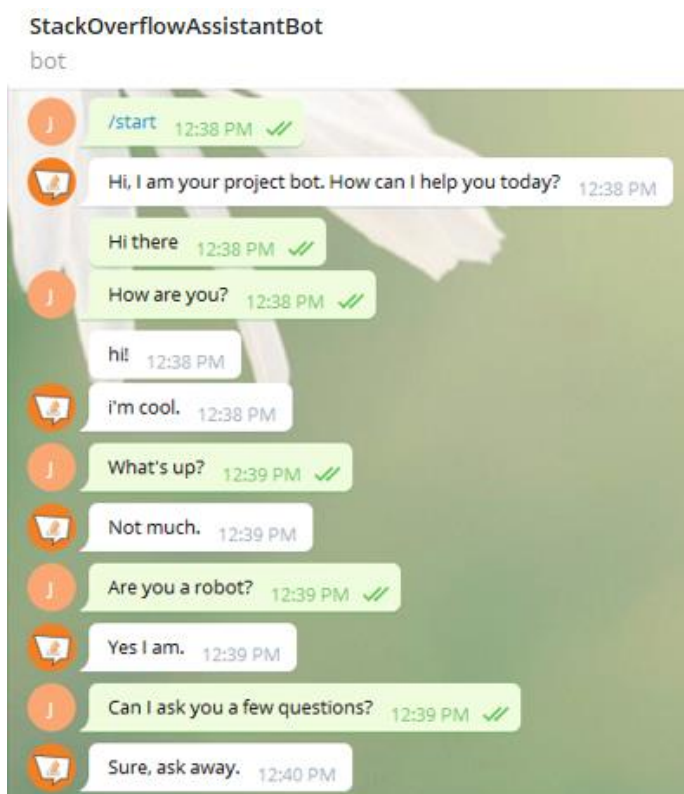 StackOverflowAssistantBot
bot
J
/start 12:38 PM
Hi, I am your project bot. How can I help you today? 12:38 PM
Hi there 12:38 PM
J
How are you? 12:38 PM
hi! 12:38 PM
i'm cool. 12:38 PM
J
What's up? 12:39 PM
Not much. 12:39 PM
J
Are you a robot? 12:39 PM
Yes I am. 12:39 PM
J
Can I ask you a few questions? 12:39 PM
Sure, ask away. 12:40 PM